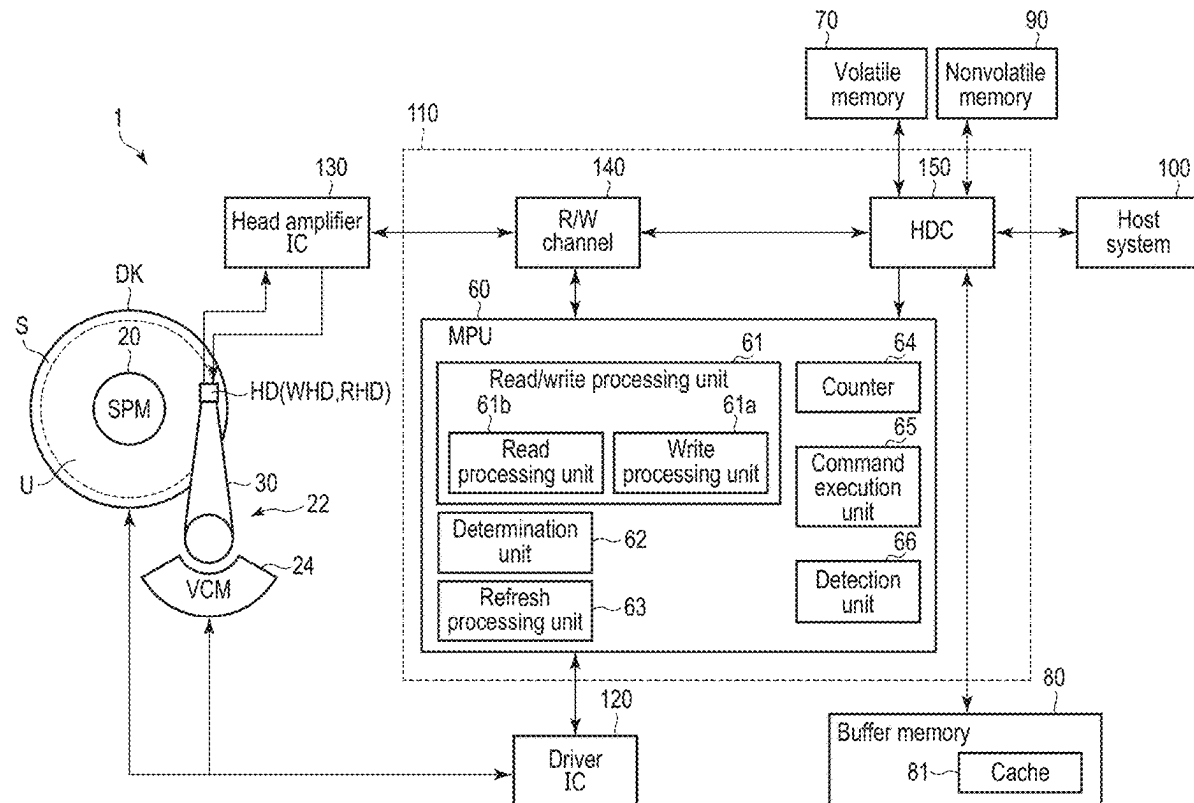 70
90
Volatile
memory
Nonvolatile
memory
1
110
130
140
150
100
Head amplifier
IC
R/W
channel
HDC
Host
system
DK
S
20
SPM
HD(WHD,RHD)
U
30
22
24
VCM
60
MPU
61
Read/write processing unit
61b
61a
Read
processing unit
Write
processing unit
64
Counter
65
Command
execution
unit
Determination
unit
62
66
Detection
unit
Refresh
processing unit
63
120
Driver
IC
80
Buffer memory
81
Cache